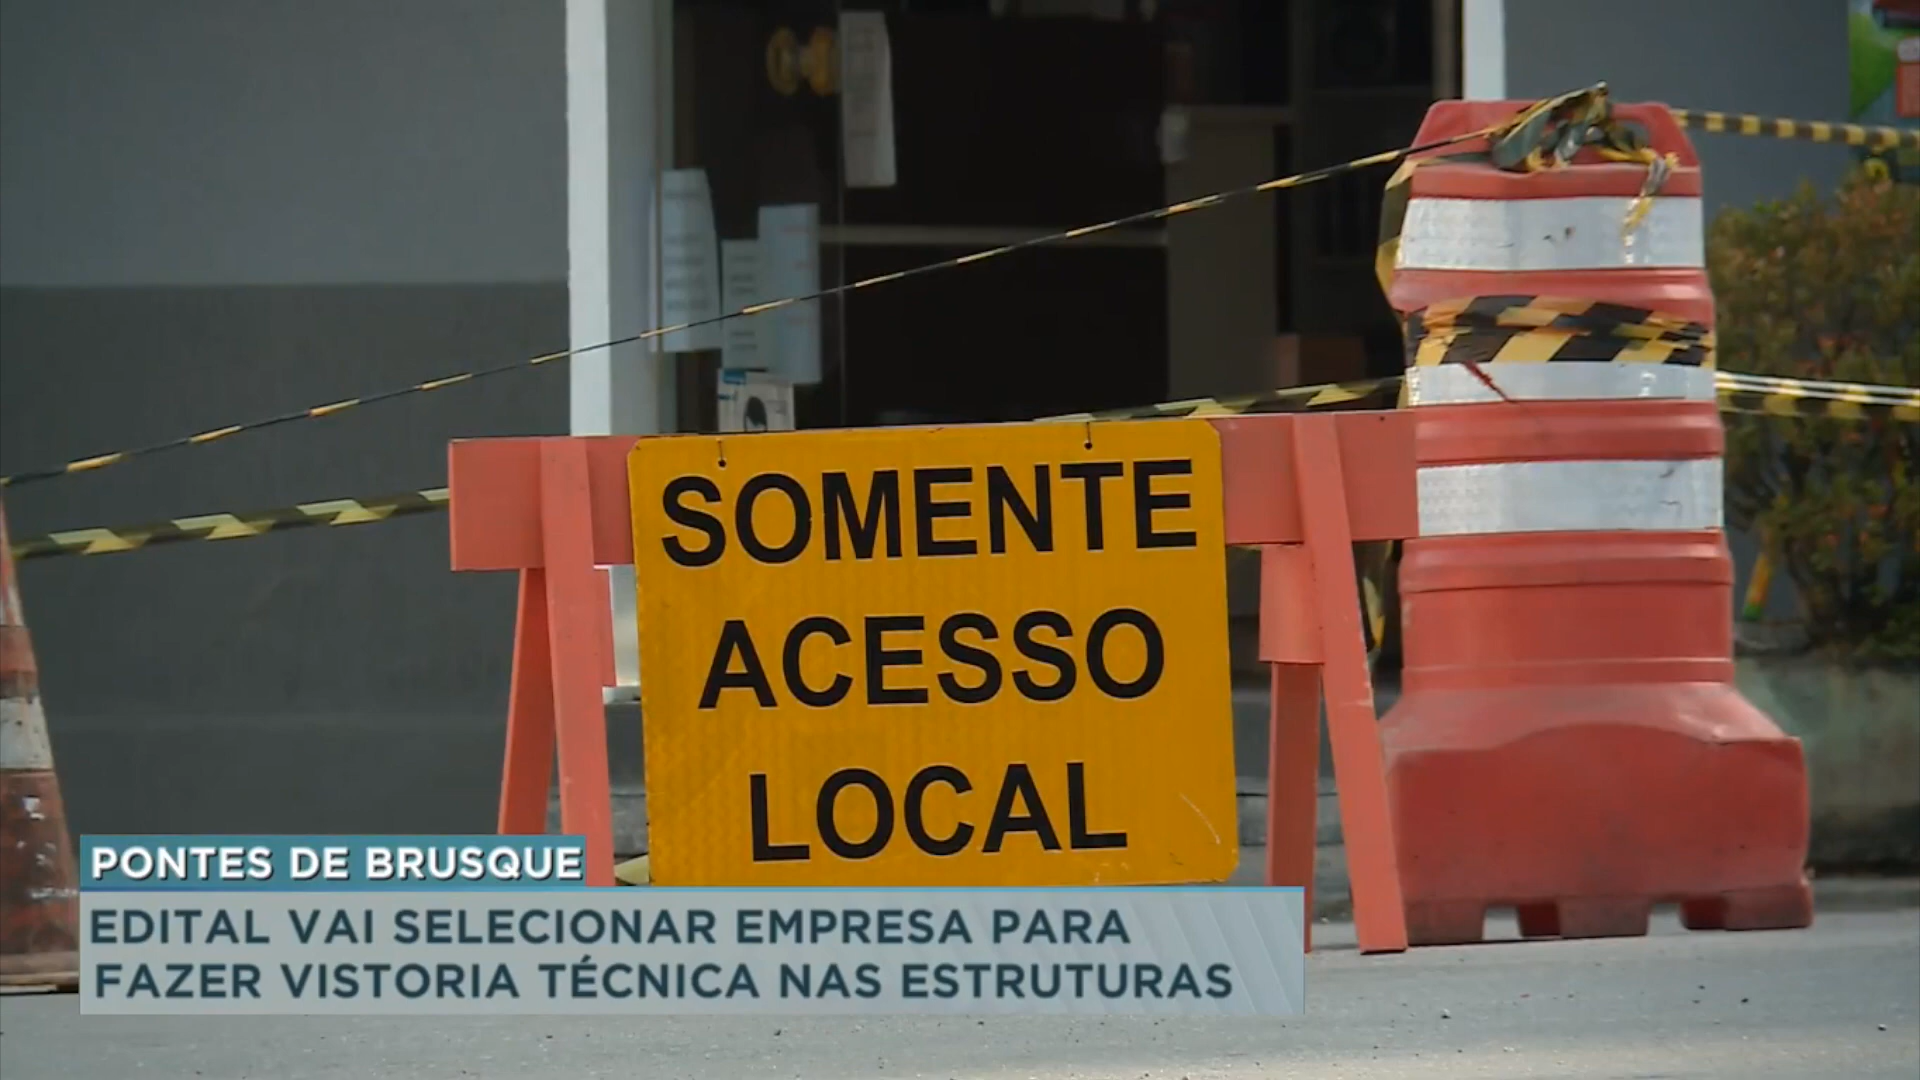 SOMENTE
ACESSO
LOCAL
PONTES DE BRUSQUE
EDITAL VAI SELECIONAR EMPRESA PARA
FAZER VISTORIA TÉCNICA NAS ESTRUTURAS